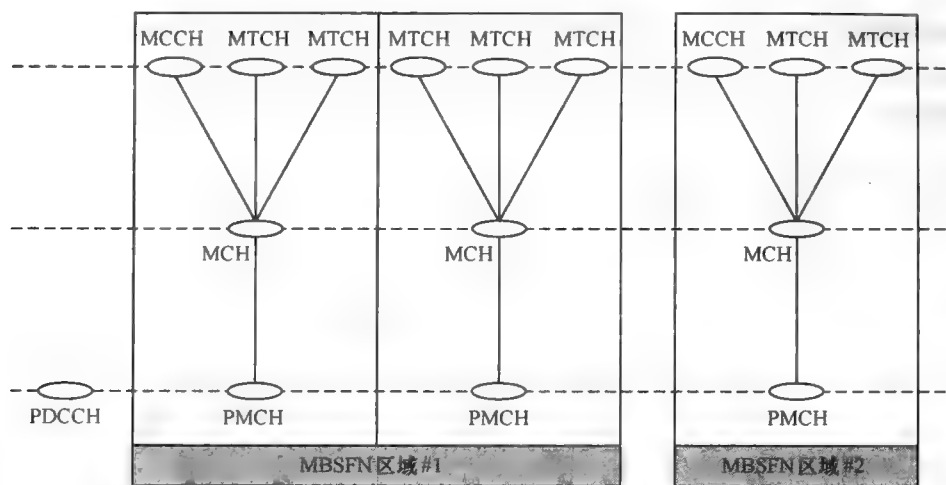 MCCH MTCH MTCH MTCH MTCH MTCH MCCH MTCH MTCH
MCH MCH MCH
PDCCH PMCH PMCH PMCH
MBSFN区域#1 MBSFN区域#2